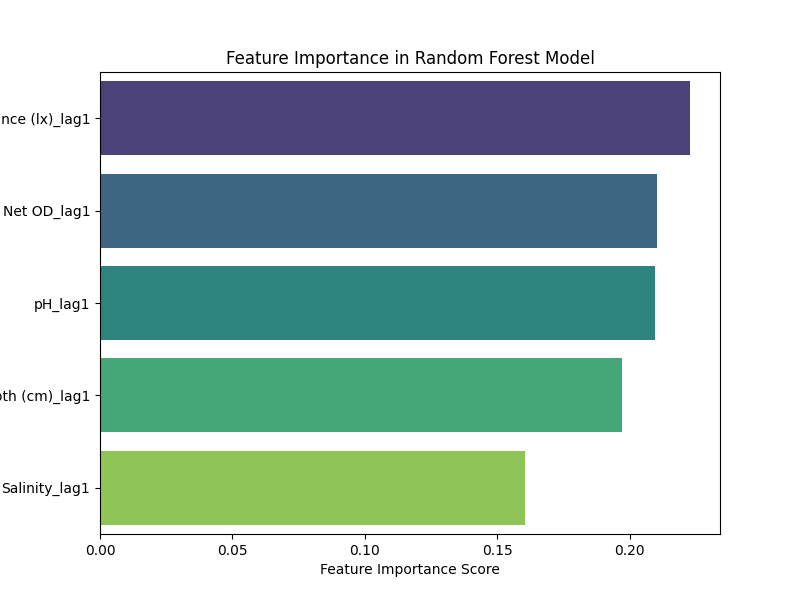 Feature Importance in Random Forest Model
nce (lx)_lag1
Net OD_lag1
pH_lag1
pth (cm)_lag1
Salinity_lag1
0.00 0.05 0.10 0.15 0.20
Feature Importance Score